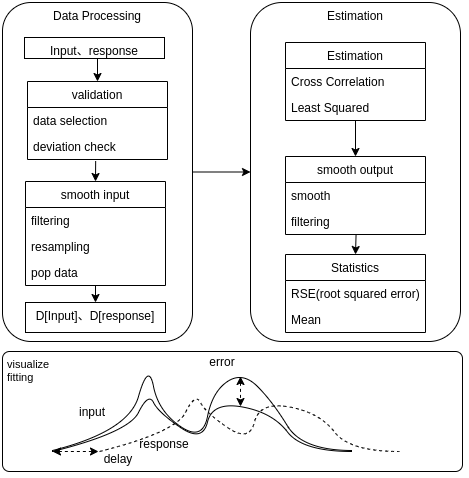 Data Processing
Input、response
validation
data selection
deviation check
smooth input
filtering
resampling
pop data
D[Input]、D[response]
Estimation
Estimation
Cross Correlation
Least Squared
smooth output
smooth
filtering
Statistics
RSE(root squared error)
Mean
visualize
fitting
error
input
response
delay